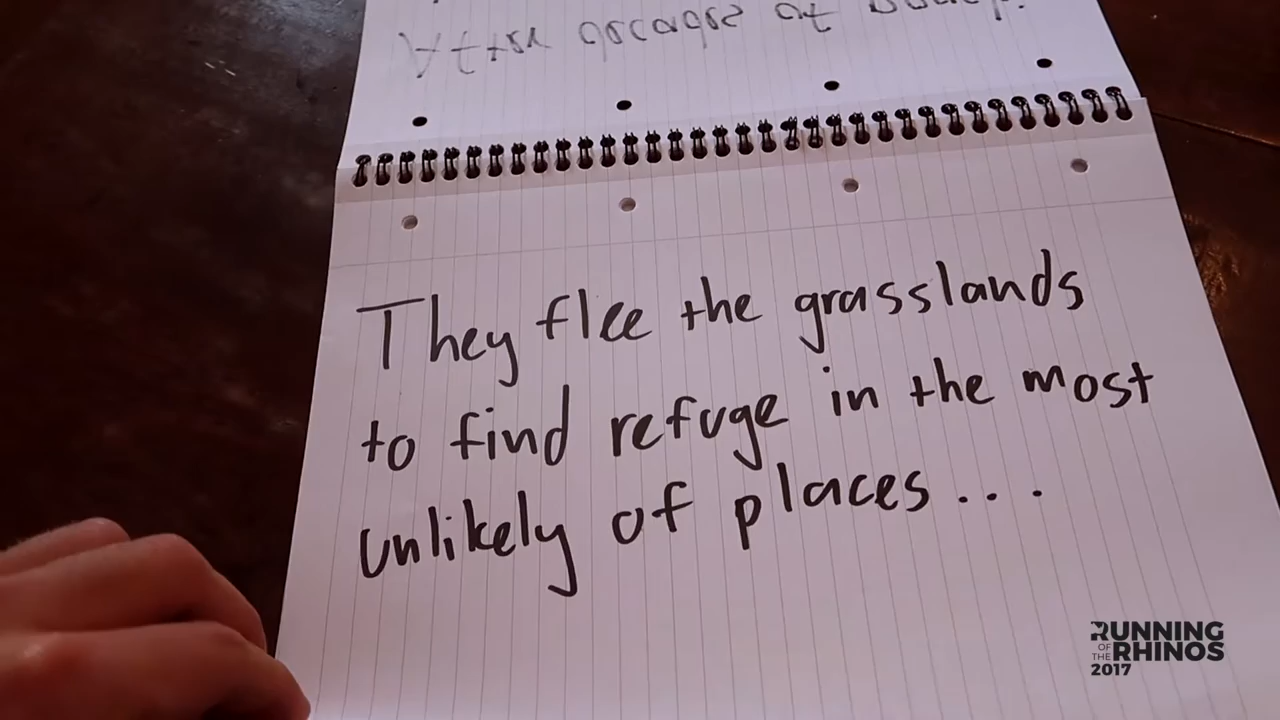 They flee the grasslands
to find refuge in the most
unlikely of places...
RUNNING
OF
THE RHINOS
2017